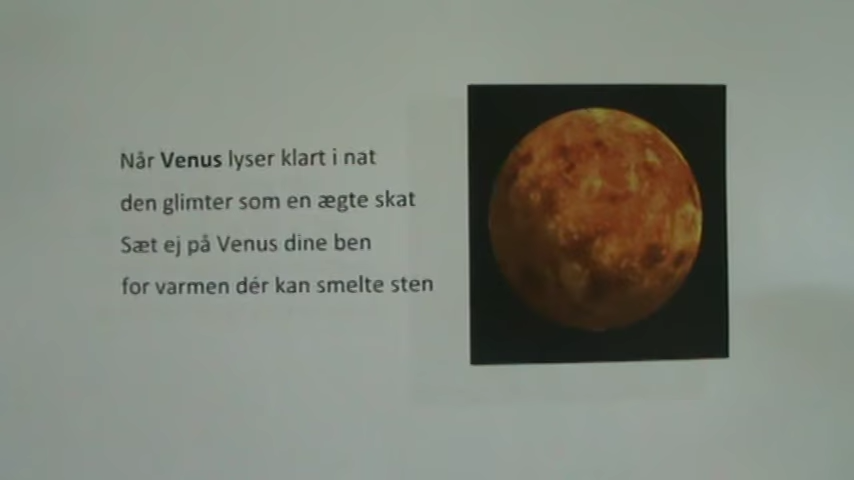 Når Venus lyser klart i nat
den glimter som en ægte skat
Sæt ej på Venus dine ben
for varmen dér kan smelte sten